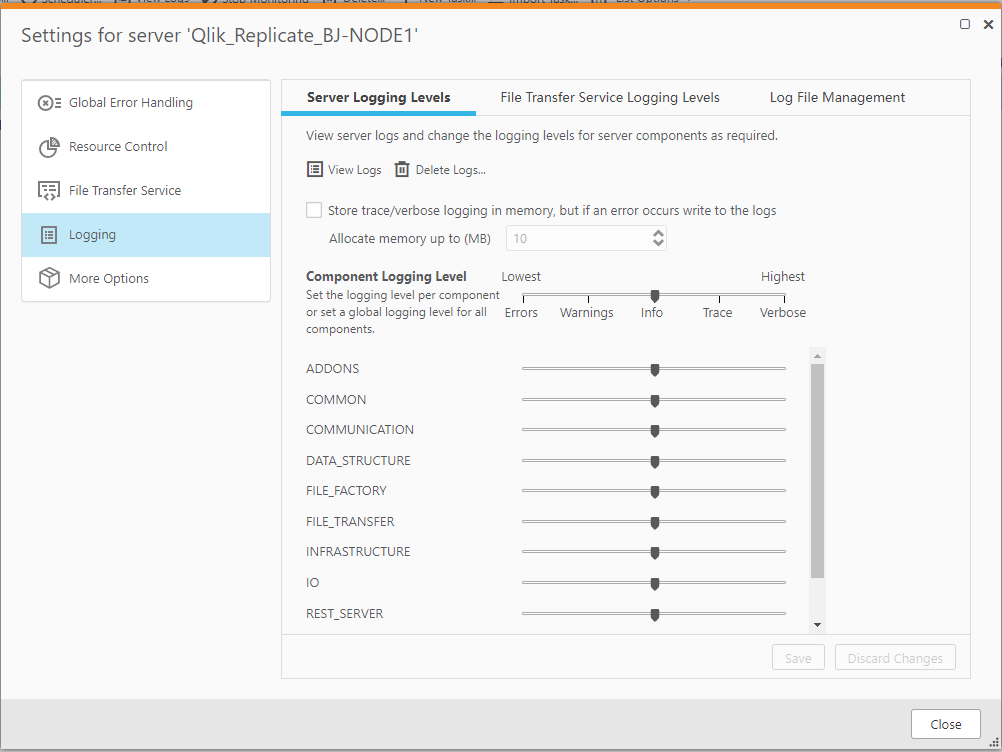 Settings for server 'Qlik_Replicate_BJ-NODE1'
Global Error Handling
Resource Control
File Transfer Service
Logging
More Options
Server Logging Levels
File Transfer Service Logging Levels
Log File Management
View server logs and change the logging levels for server components as required.
View Logs
Delete Logs...
Store trace/verbose logging in memory, but if an error occurs write to the logs
Allocate memory up to (MB)
10
Component Logging Level
Lowest
Highest
Set the logging level per component
or set a global logging level for all
components.
Errors
Warnings
Info
Trace
Verbose
ADDONS
COMMON
COMMUNICATION
DATA_STRUCTURE
FILE_FACTORY
FILE_TRANSFER
INFRASTRUCTURE
IO
REST_SERVER
Save
Discard Changes
Close